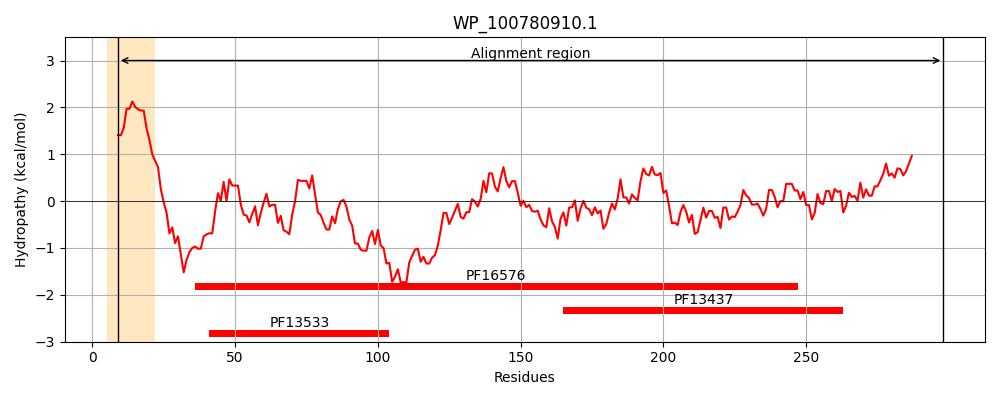 WP_100780910.1
Alignment region
3
2
1
0
−1
−2
−3
Hydropathy (kcal/mol)
PF16576
PF13437
PF13533
0
50
100
150
200
250
Residues